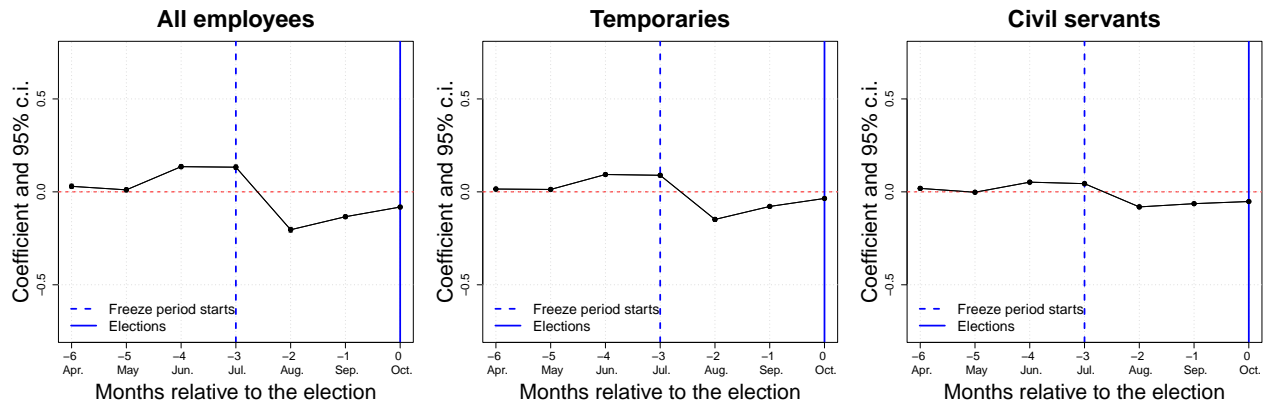 All employees
Coefficient and 95% c.i.
0.5
0.0
−0.5
Freeze period starts
Elections
−6 −5 −4 −3 −2 −1 0
Apr. May Jun. Jul. Aug. Sep. Oct.
Months relative to the election
Temporaries
Coefficient and 95% c.i.
0.5
0.0
−0.5
Freeze period starts
Elections
−6 −5 −4 −3 −2 −1 0
Apr. May Jun. Jul. Aug. Sep. Oct.
Months relative to the election
Civil servants
Coefficient and 95% c.i.
0.5
0.0
−0.5
Freeze period starts
Elections
−6 −5 −4 −3 −2 −1 0
Apr. May Jun. Jul. Aug. Sep. Oct.
Months relative to the election